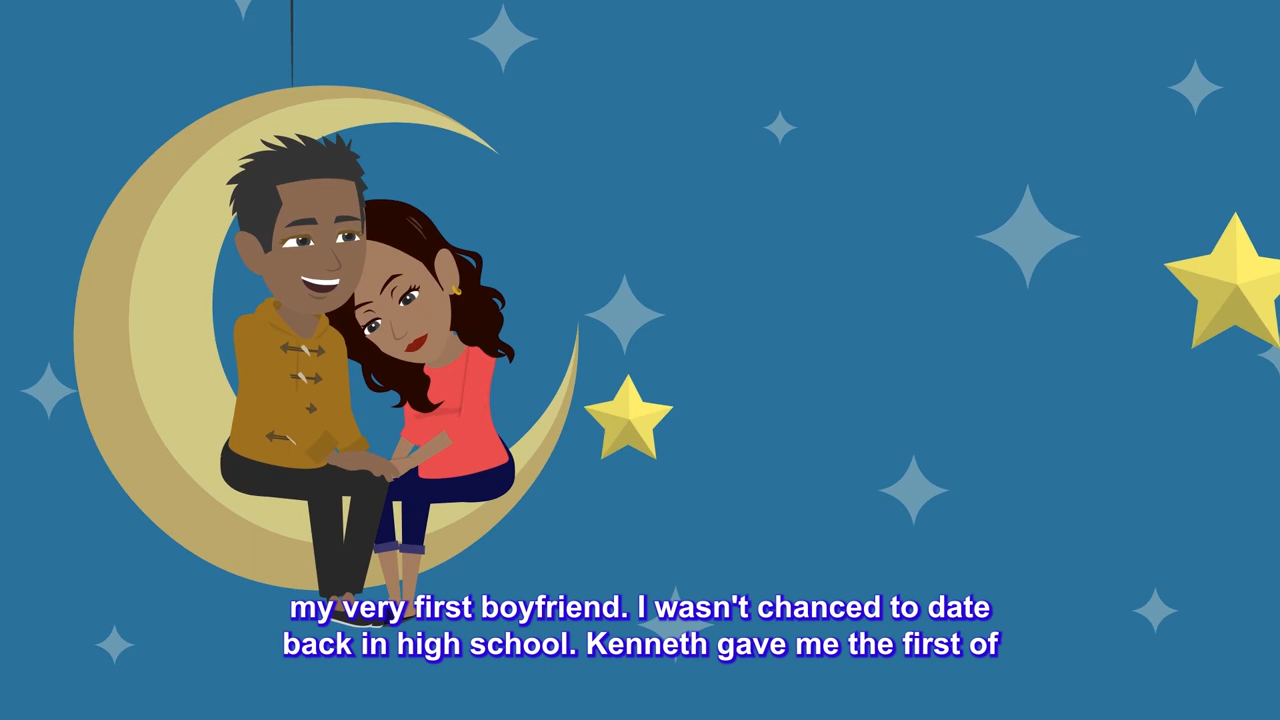 my very first boyfriend. I wasn't chanced to date
back in high school. Kenneth gave me the first of